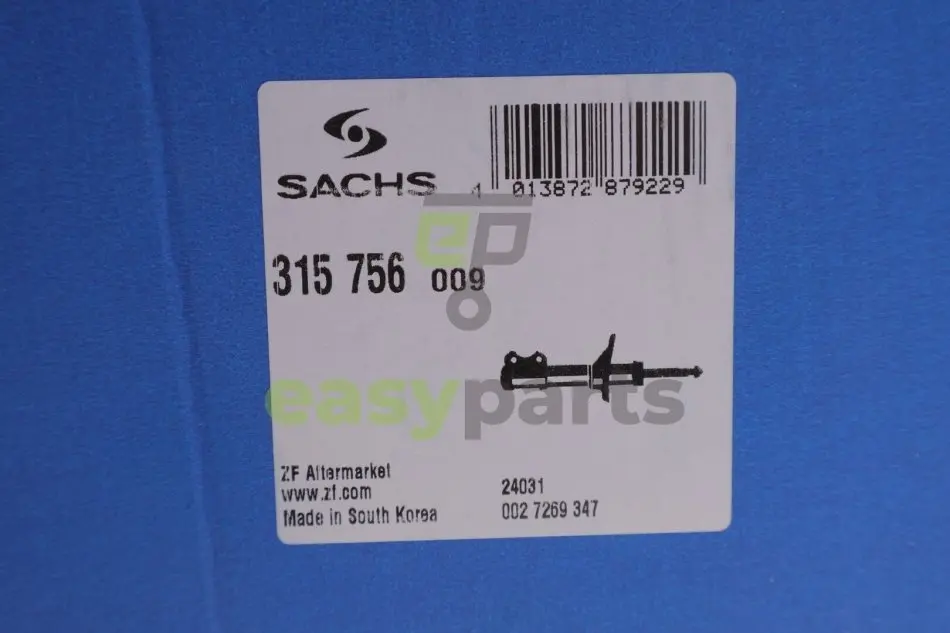 SACHS
4 013872 879229
ep
315 756 009
easyparts
ZF Aftermarket
www.zf.com
Made in South Korea
24031
002 7269 347